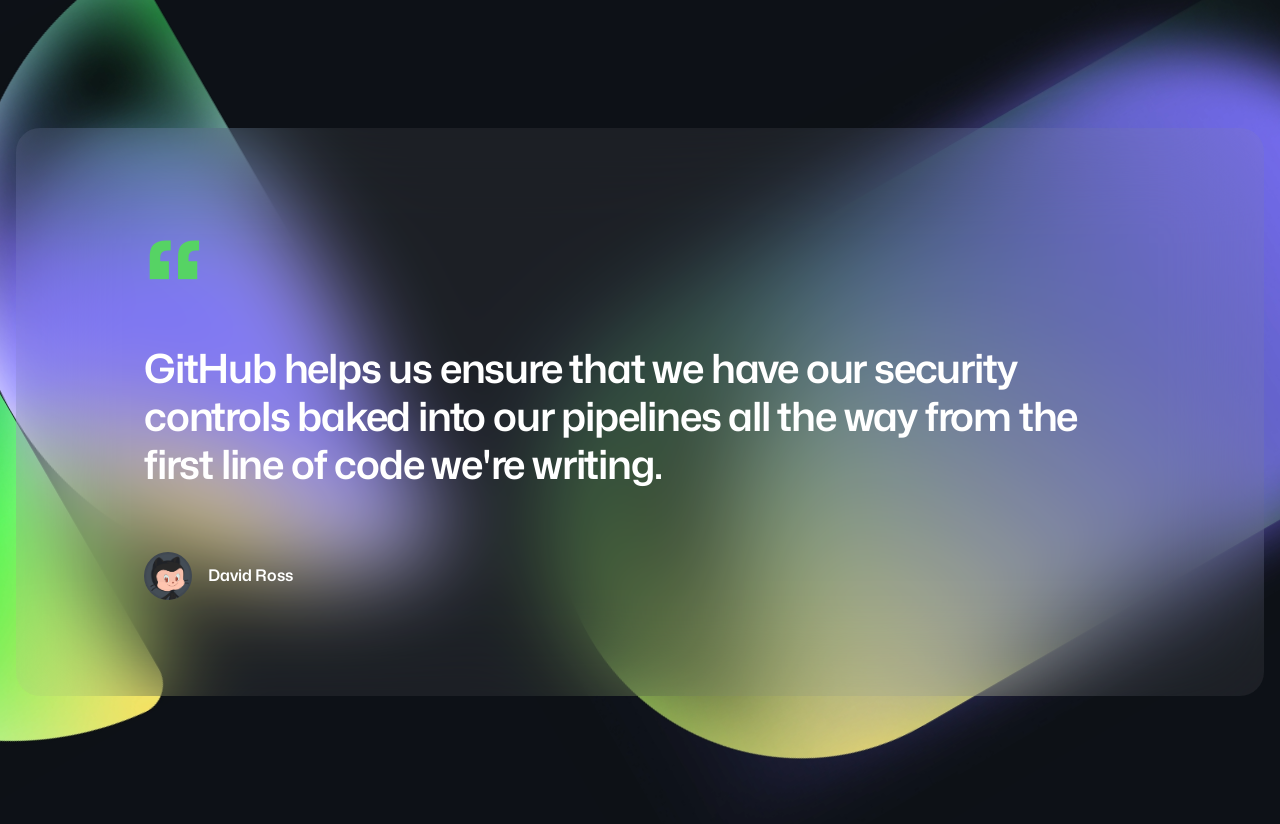 “
GitHub helps us ensure that we have our security
controls baked into our pipelines all the way from the
first line of code we're writing.
David Ross